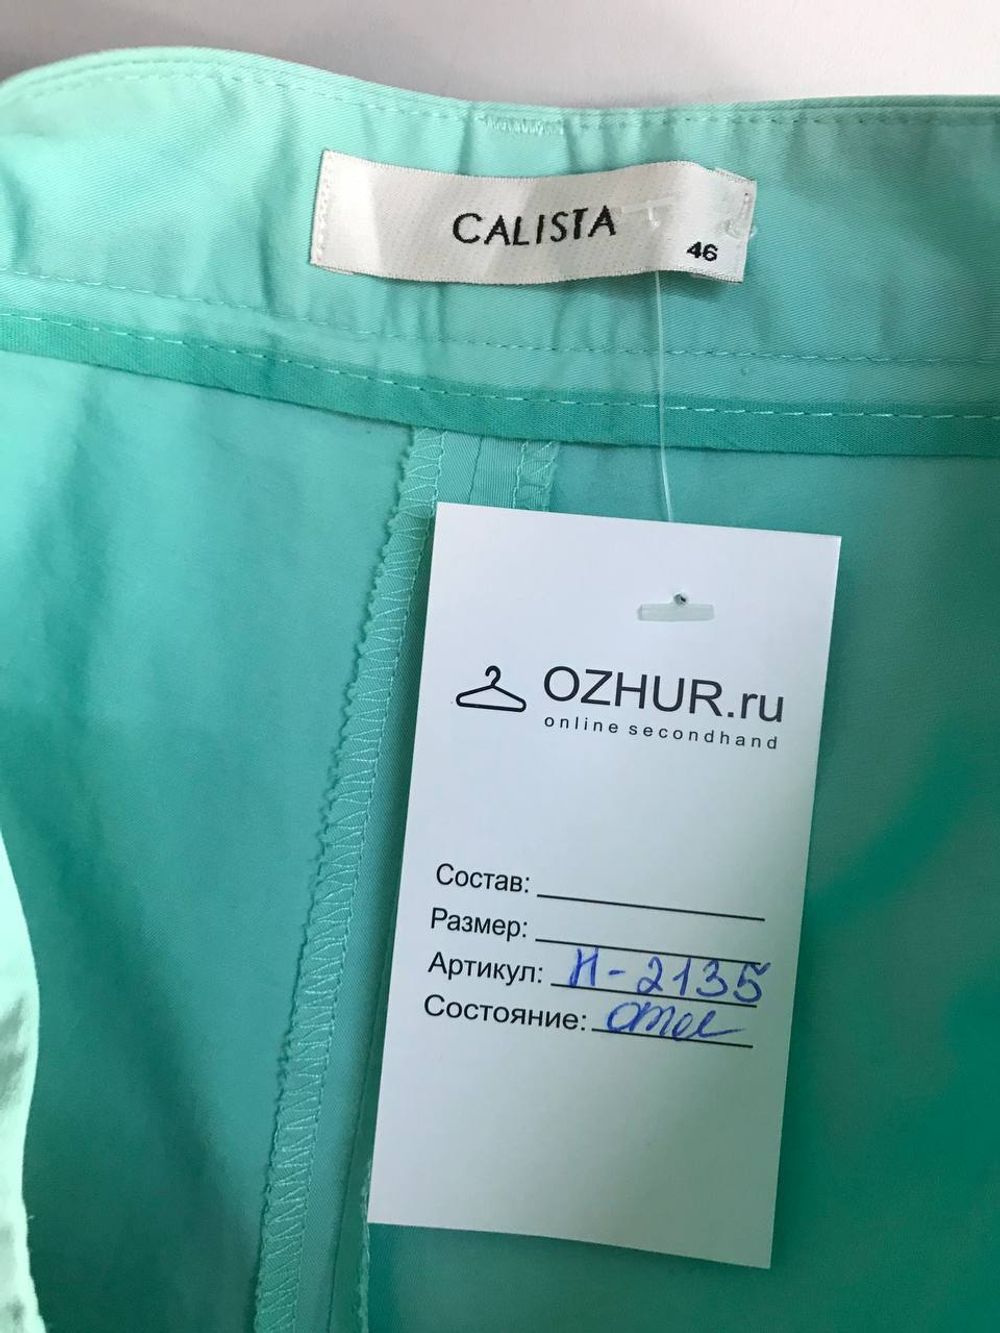 CALISTA
46
OZHUR.ru
online secondhand
Состав:
Размер:
Артикул: Н-2135
Состояние: отл